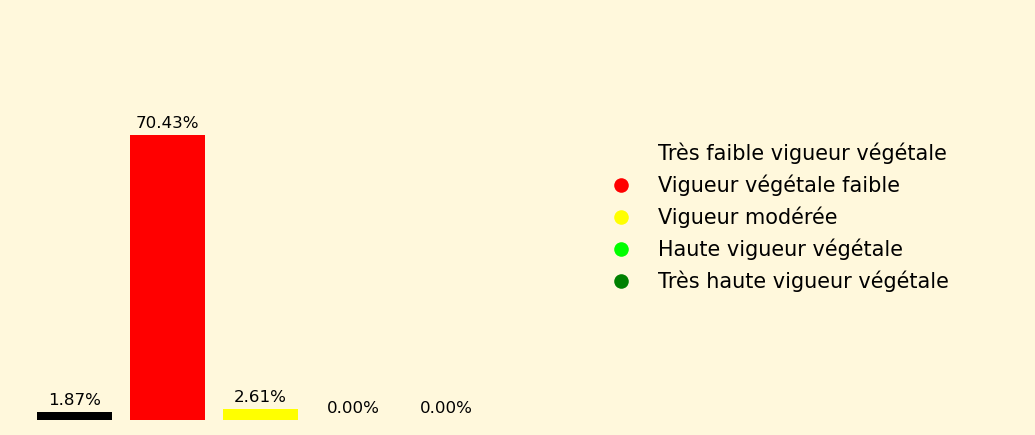 70.43%
1.87%
2.61%
0.00%
0.00%
Très faible vigueur végétale
Vigueur végétale faible
Vigueur modérée
Haute vigueur végétale
Très haute vigueur végétale